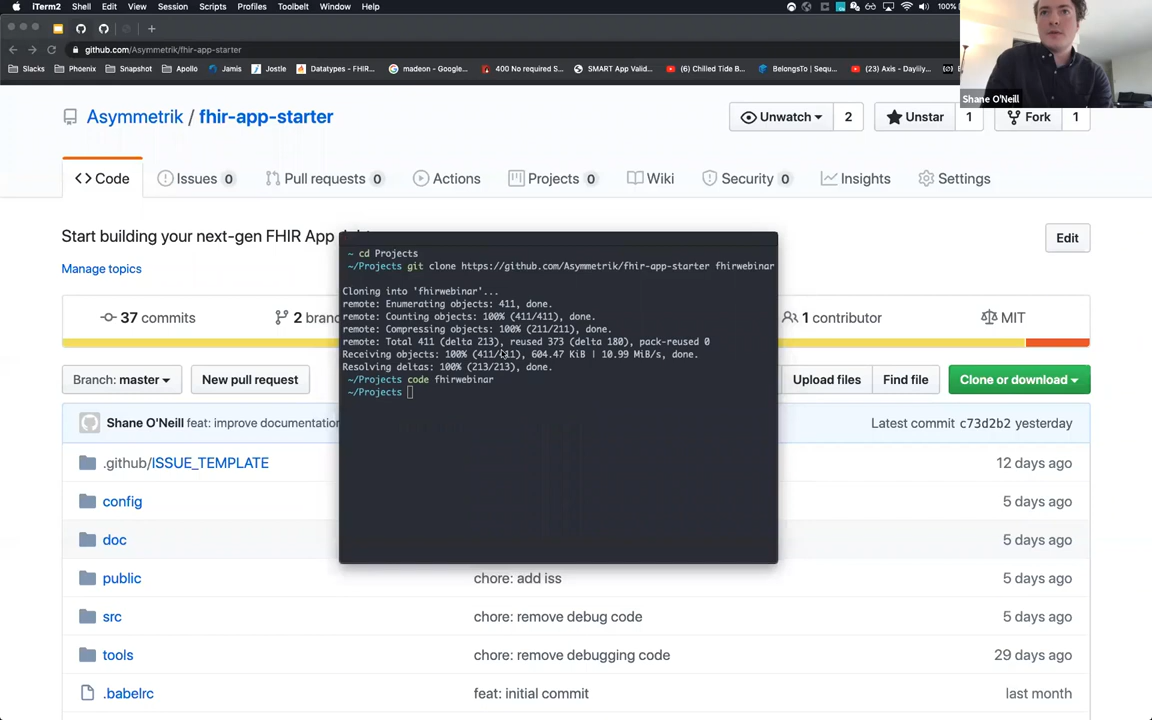 iTerm2 Shell Edit View Session Scripts Profiles Toolbelt Window Help 100%
github.com/Asymmetrik/fhir-app-starter
Slacks Phoenix Snapshot Apollo Jamis Jostle Datatypes - FHIR... madeon - Google... 400 No required S... SMART App Valid... (6) Chilled Tide B... BelongsTo | Sequ... (23) Axis - Daylily...
Shane O'Neill
Asymmetrik / fhir-app-starter
Unwatch 2 Unstar 1 Fork 1
Code Issues 0 Pull requests 0 Actions Projects 0 Wiki Security 0 Insights Settings
Start building your next-gen FHIR App
Edit
Manage topics
~ cd Projects
~/Projects git clone https://github.com/Asymmetrik/fhir-app-starter fhirwebinar
Cloning into 'fhirwebinar'...
remote: Enumerating objects: 411, done.
remote: Counting objects: 100% (411/411), done.
remote: Compressing objects: 100% (211/211), done.
remote: Total 411 (delta 213), reused 373 (delta 180), pack-reused 0
Receiving objects: 100% (411/411), 604.47 KiB | 10.99 MiB/s, done.
Resolving deltas: 100% (213/213), done.
~/Projects code fhirwebinar
~/Projects
37 commits 2 bran 1 contributor MIT
Branch: master New pull request Upload files Find file Clone or download
Shane O'Neill feat: improve documentation Latest commit c73d2b2 yesterday
.github/ISSUE_TEMPLATE 12 days ago
config 5 days ago
doc 5 days ago
public chore: add iss 5 days ago
src chore: remove debug code 5 days ago
tools chore: remove debugging code 29 days ago
.babelrc feat: initial commit last month